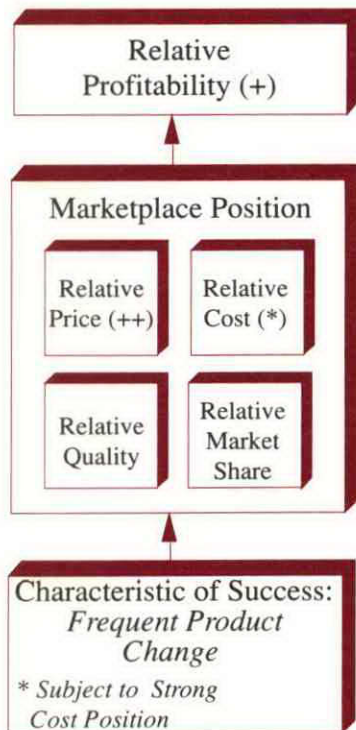 Relative
Profitability (+)
Marketplace Position
Relative
Price (++)
Relative
Cost (*)
Relative
Quality
Relative
Market
Share
Characteristic of Success:
Frequent Product
Change
* Subject to Strong
Cost Position